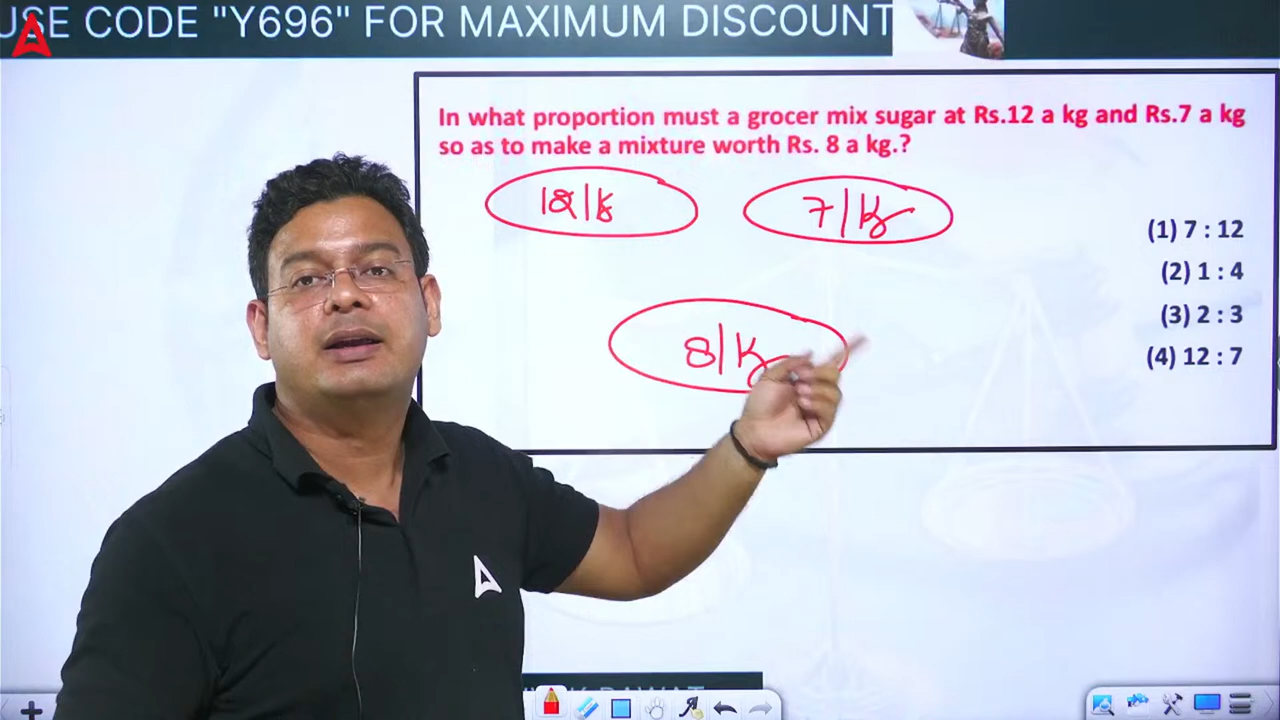 USE CODE "Y696" FOR MAXIMUM DISCOUNT
In what proportion must a grocer mix sugar at Rs.12 a kg and Rs.7 a kg
so as to make a mixture worth Rs. 8 a kg.?
12/k
7/kg
(1) 7 : 12
(2) 1 : 4
(3) 2 : 3
8/kg
(4) 12 : 7